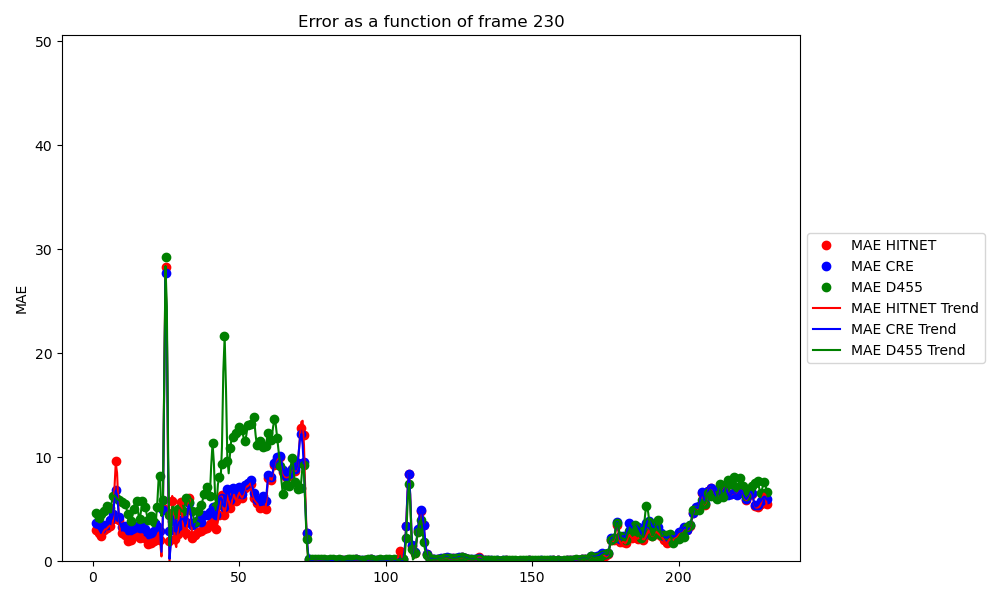 Error as a function of frame 230
MAE
50
40
30
20
10
0
0
50
100
150
200
MAE HITNET
MAE CRE
MAE D455
MAE HITNET Trend
MAE CRE Trend
MAE D455 Trend